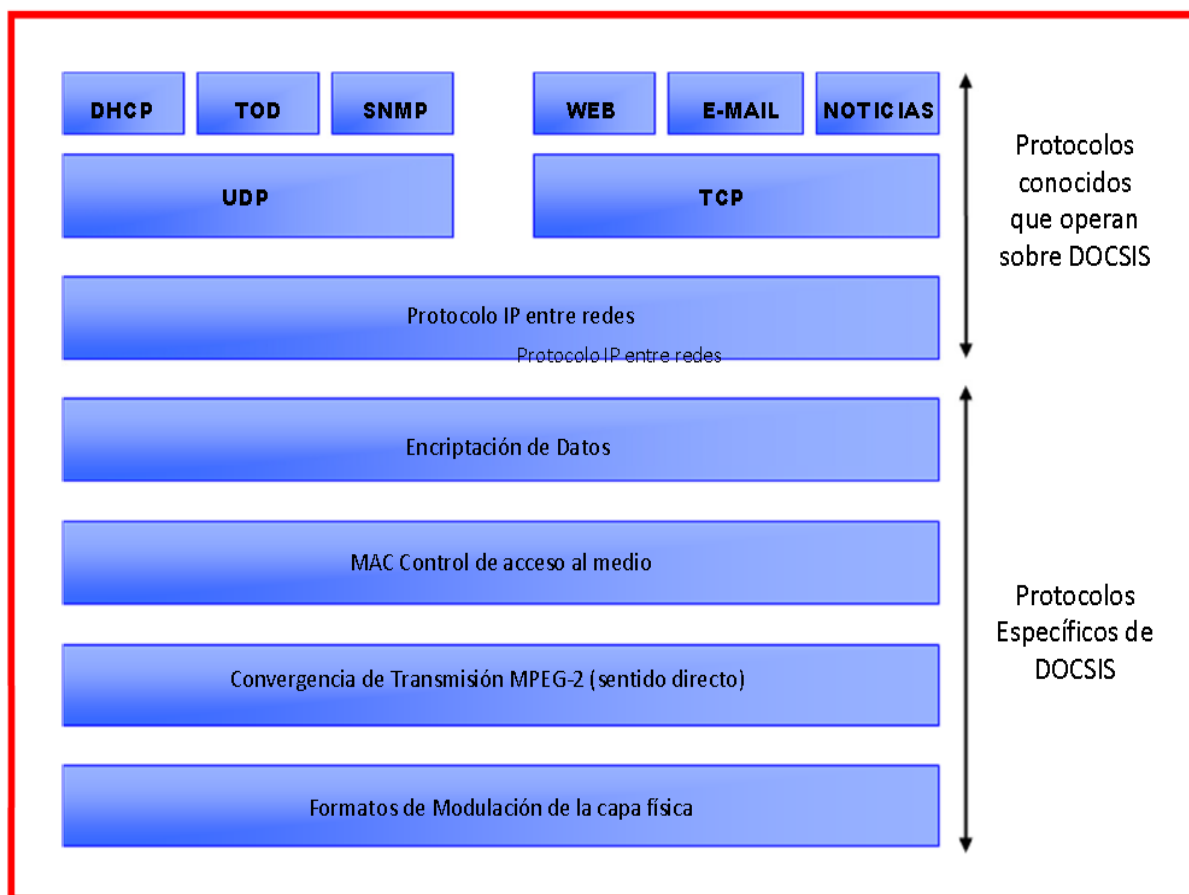 DHCP TOD SNMP WEB E-MAIL NOTICIAS
UDP TCP
Protocolos
conocidos
que operan
sobre DOCSIS
Protocolo IP entre redes
Protocolo IP entre redes
Encriptación de Datos
MAC Control de acceso al medio
Convergencia de Transmisión MPEG-2 (sentido directo)
Formatos de Modulación de la capa física
Protocolos
Específicos de
DOCSIS